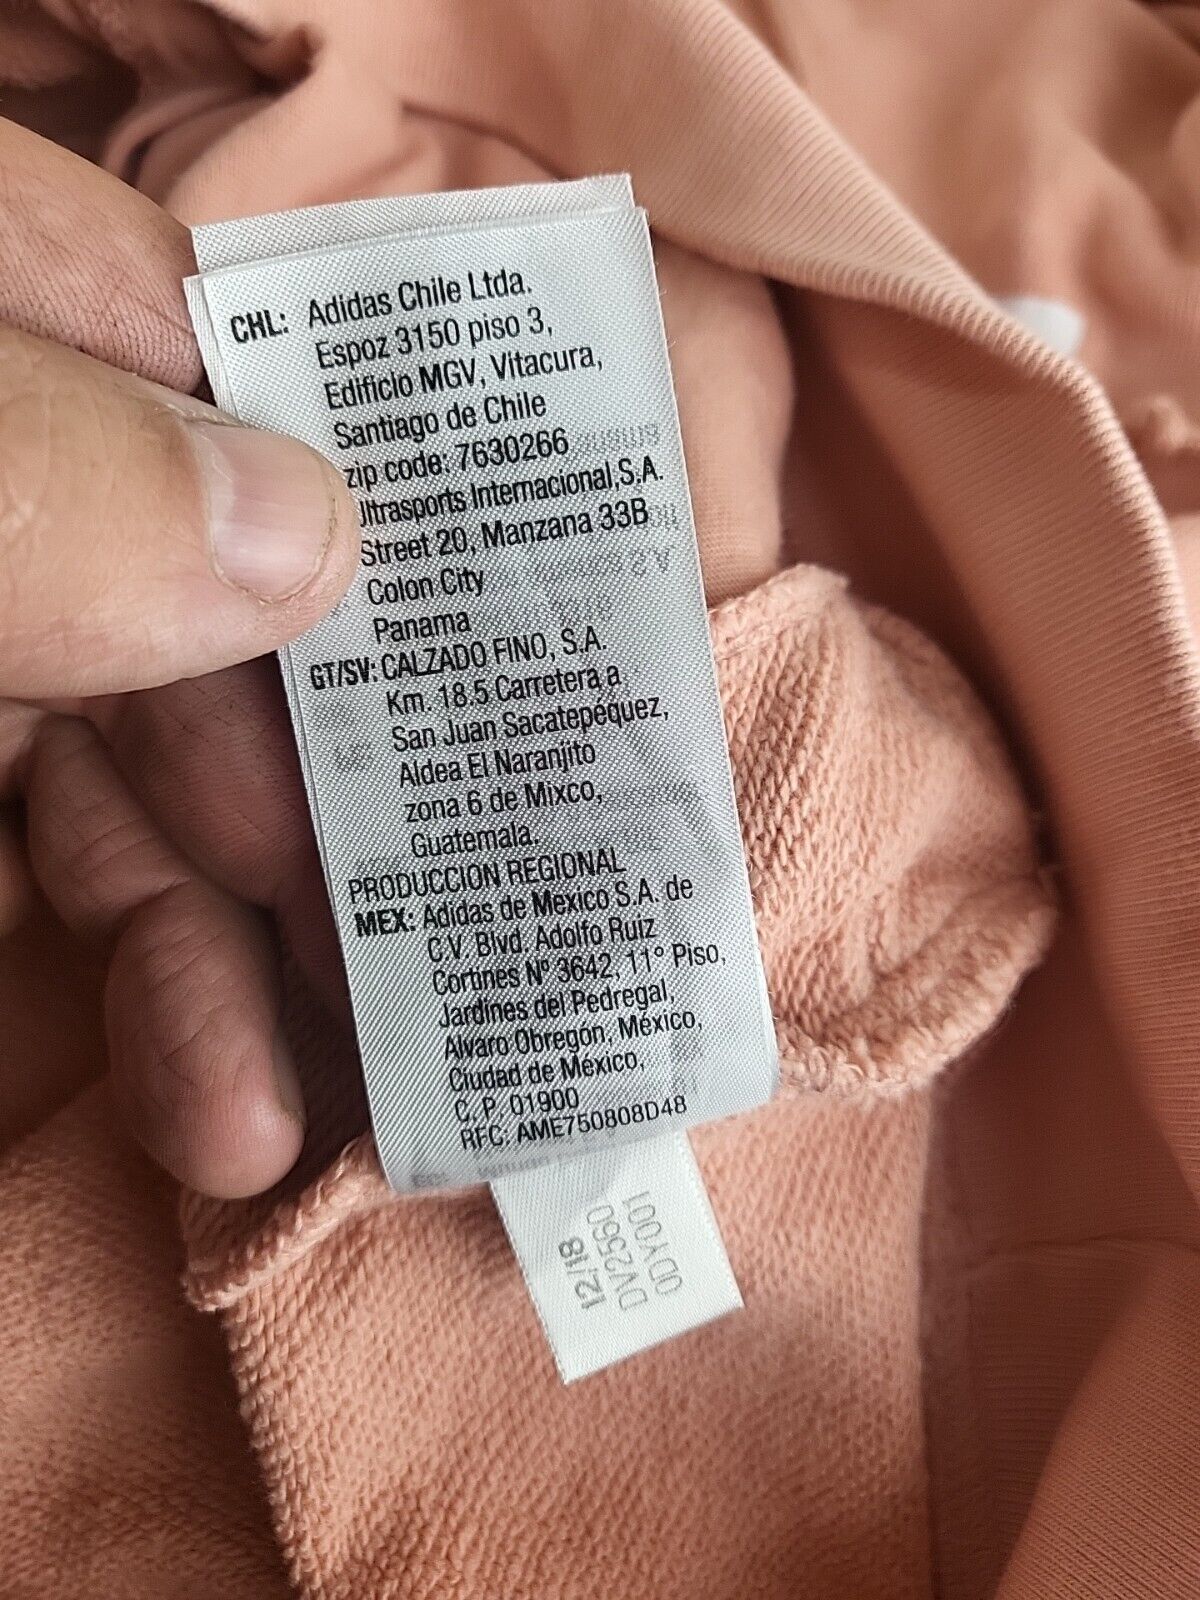 CHL: Adidas Chile Ltda.
Espoz 3150 piso 3,
Edificio MGV, Vitacura,
Santiago de Chile
zip code: 7630266
ltrasports Internacional,S.A.
Street 20, Manzana 33B
Colon City
Panama
GT/SV: CALZADO FINO, S.A.
Km. 18.5 Carretera a
San Juan Sacatepéquez,
Aldea El Naranjito
zona 6 de Mixco,
Guatemala.
PRODUCCION REGIONAL
MEX: Adidas de Mexico S.A. de
C.V. Blvd. Adolfo Ruiz
Cortines Nº 3642, 11° Piso,
Jardines del Pedregal,
Alvaro Obregón, México,
Ciudad de México,
C. P. 01900
RFC: AME750808D48
12/18
DV2560
0DY001